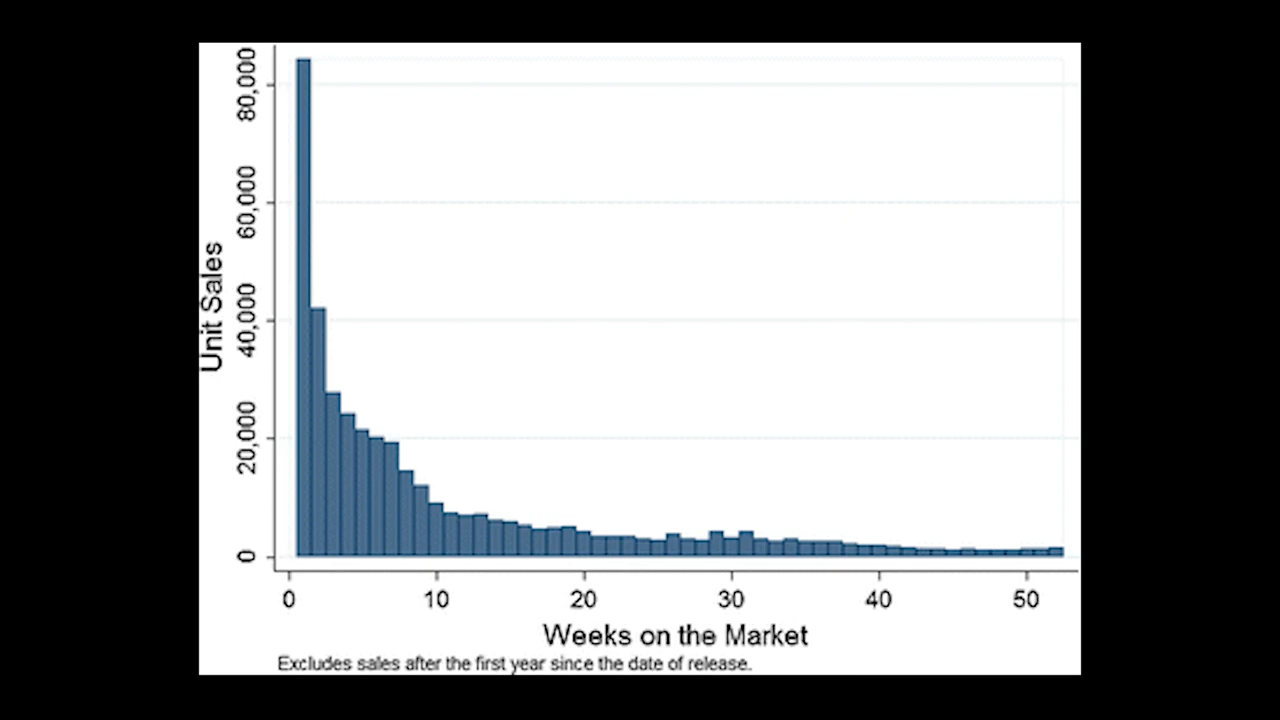 Unit Sales
80,000
60,000
40,000
20,000
0
0 10 20 30 40 50
Weeks on the Market
Excludes sales after the first year since the date of release.